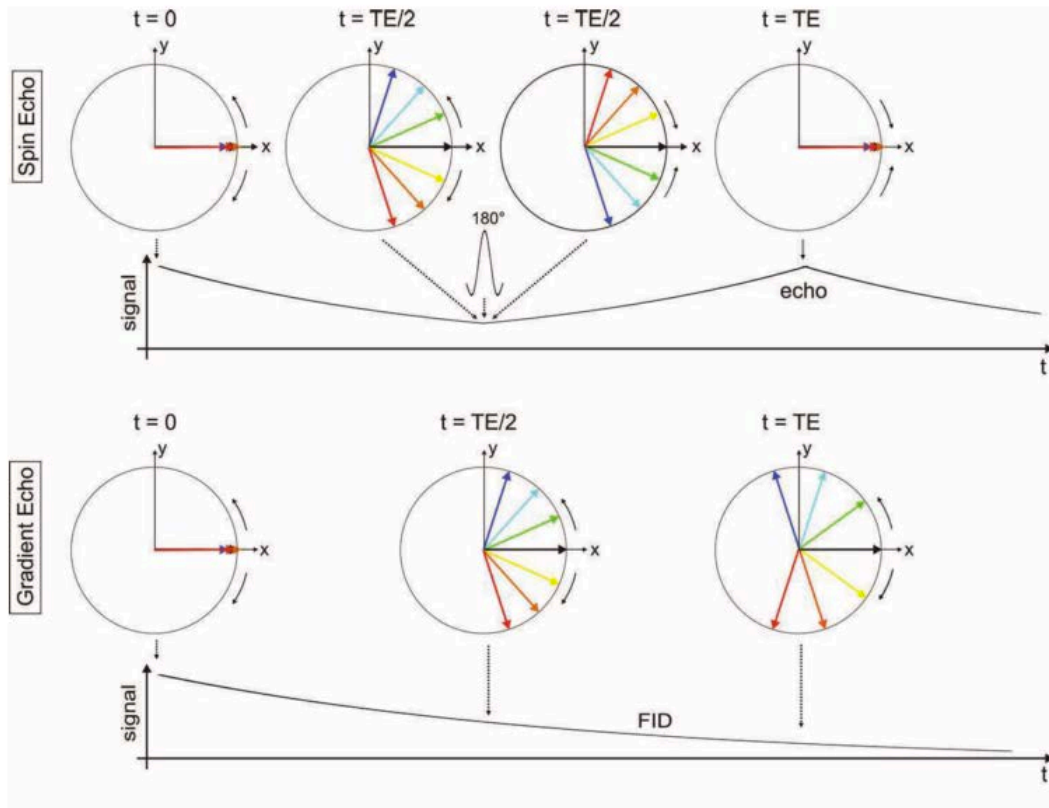 t = 0
t = TE/2
t = TE/2
t = TE
y
y
y
y
Spin Echo
x
x
x
x
180°
signal
echo
t
t = 0
t = TE/2
t = TE
y
y
y
Gradient Echo
x
x
x
signal
FID
t